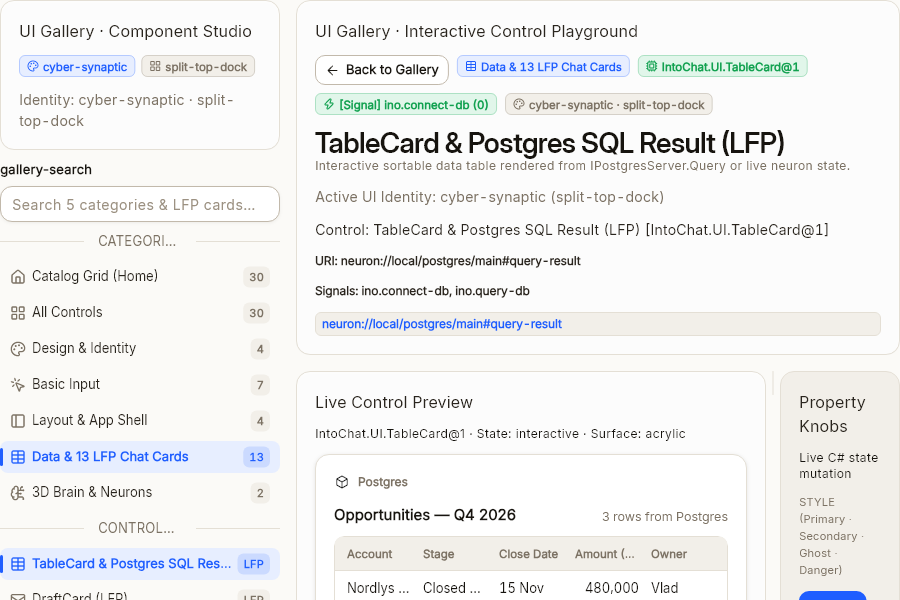 UI Gallery · Component Studio
cyber-synaptic
split-top-dock
Identity: cyber-synaptic · split-
top-dock
gallery-search
Search 5 categories & LFP cards...
CATEGORI...
Catalog Grid (Home) 30
All Controls 30
Design & Identity 4
Basic Input 7
Layout & App Shell 4
Data & 13 LFP Chat Cards 13
3D Brain & Neurons 2
CONTROL...
TableCard & Postgres SQL Res... LFP
DraftCard (LFP) LFP
UI Gallery · Interactive Control Playground
← Back to Gallery
Data & 13 LFP Chat Cards
IntoChat.UI.TableCard@1
[Signal] ino.connect-db (0)
cyber-synaptic · split-top-dock
TableCard & Postgres SQL Result (LFP)
Interactive sortable data table rendered from IPostgresServer.Query or live neuron state.
Active UI Identity: cyber-synaptic (split-top-dock)
Control: TableCard & Postgres SQL Result (LFP) [IntoChat.UI.TableCard@1]
URI: neuron://local/postgres/main#query-result
Signals: ino.connect-db, ino.query-db
neuron://local/postgres/main#query-result
Live Control Preview
IntoChat.UI.TableCard@1 · State: interactive · Surface: acrylic
Postgres
Opportunities — Q4 2026
3 rows from Postgres
Account Stage Close Date Amount (... Owner
Nordlys ... Closed ... 15 Nov 480,000 Vlad
Property
Knobs
Live C# state
mutation
STYLE
(Primary ·
Secondary ·
Ghost ·
Danger)